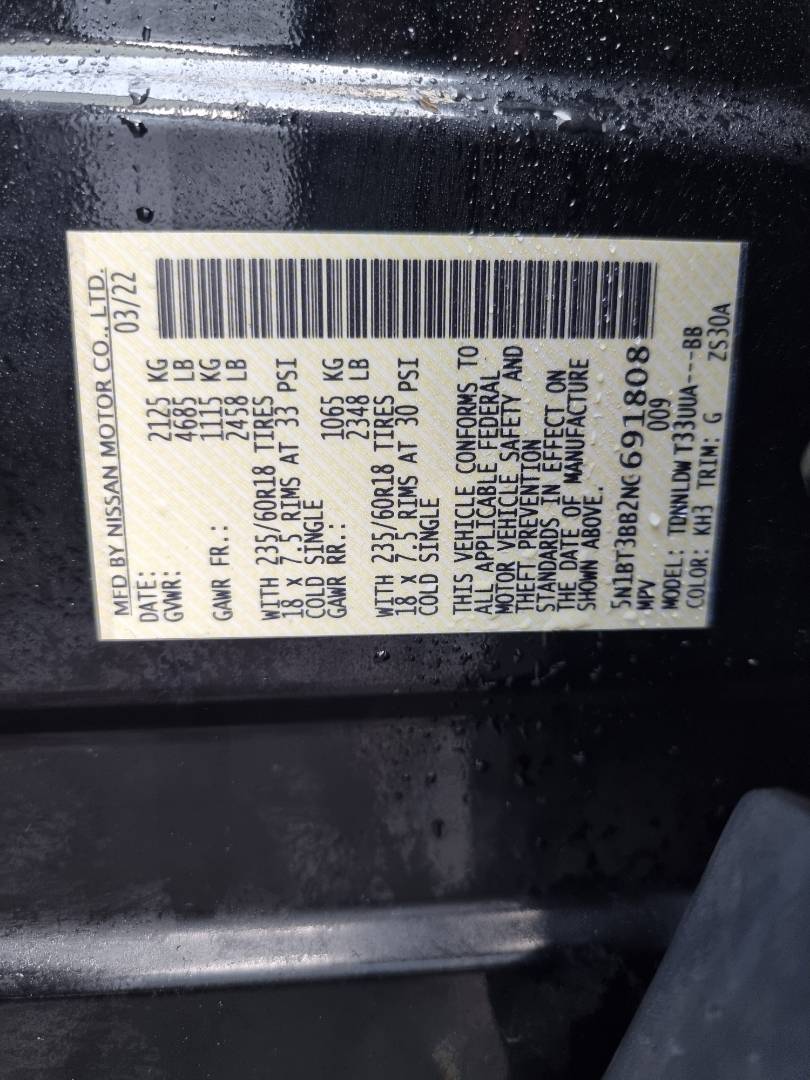 MFD BY NISSAN MOTOR CO., LTD.
DATE: 03/22
GVWR: 2125 KG
4685 LB
GAWR FR.: 1115 KG
2458 LB
WITH 235/60R18 TIRES
18 X 7.5 RIMS AT 33 PSI
COLD SINGLE
GAWR RR.: 1065 KG
2348 LB
WITH 235/60R18 TIRES
18 X 7.5 RIMS AT 30 PSI
COLD SINGLE
THIS VEHICLE CONFORMS TO
ALL APPLICABLE FEDERAL
MOTOR VEHICLE SAFETY AND
THEFT PREVENTION
STANDARDS IN EFFECT ON
THE DATE OF MANUFACTURE
SHOWN ABOVE.
5N1BT3BB2NC691808
MPV 009
MODEL: TDNNLDW T33UUA---BB
COLOR: KH3 TRIM: G ZS30A